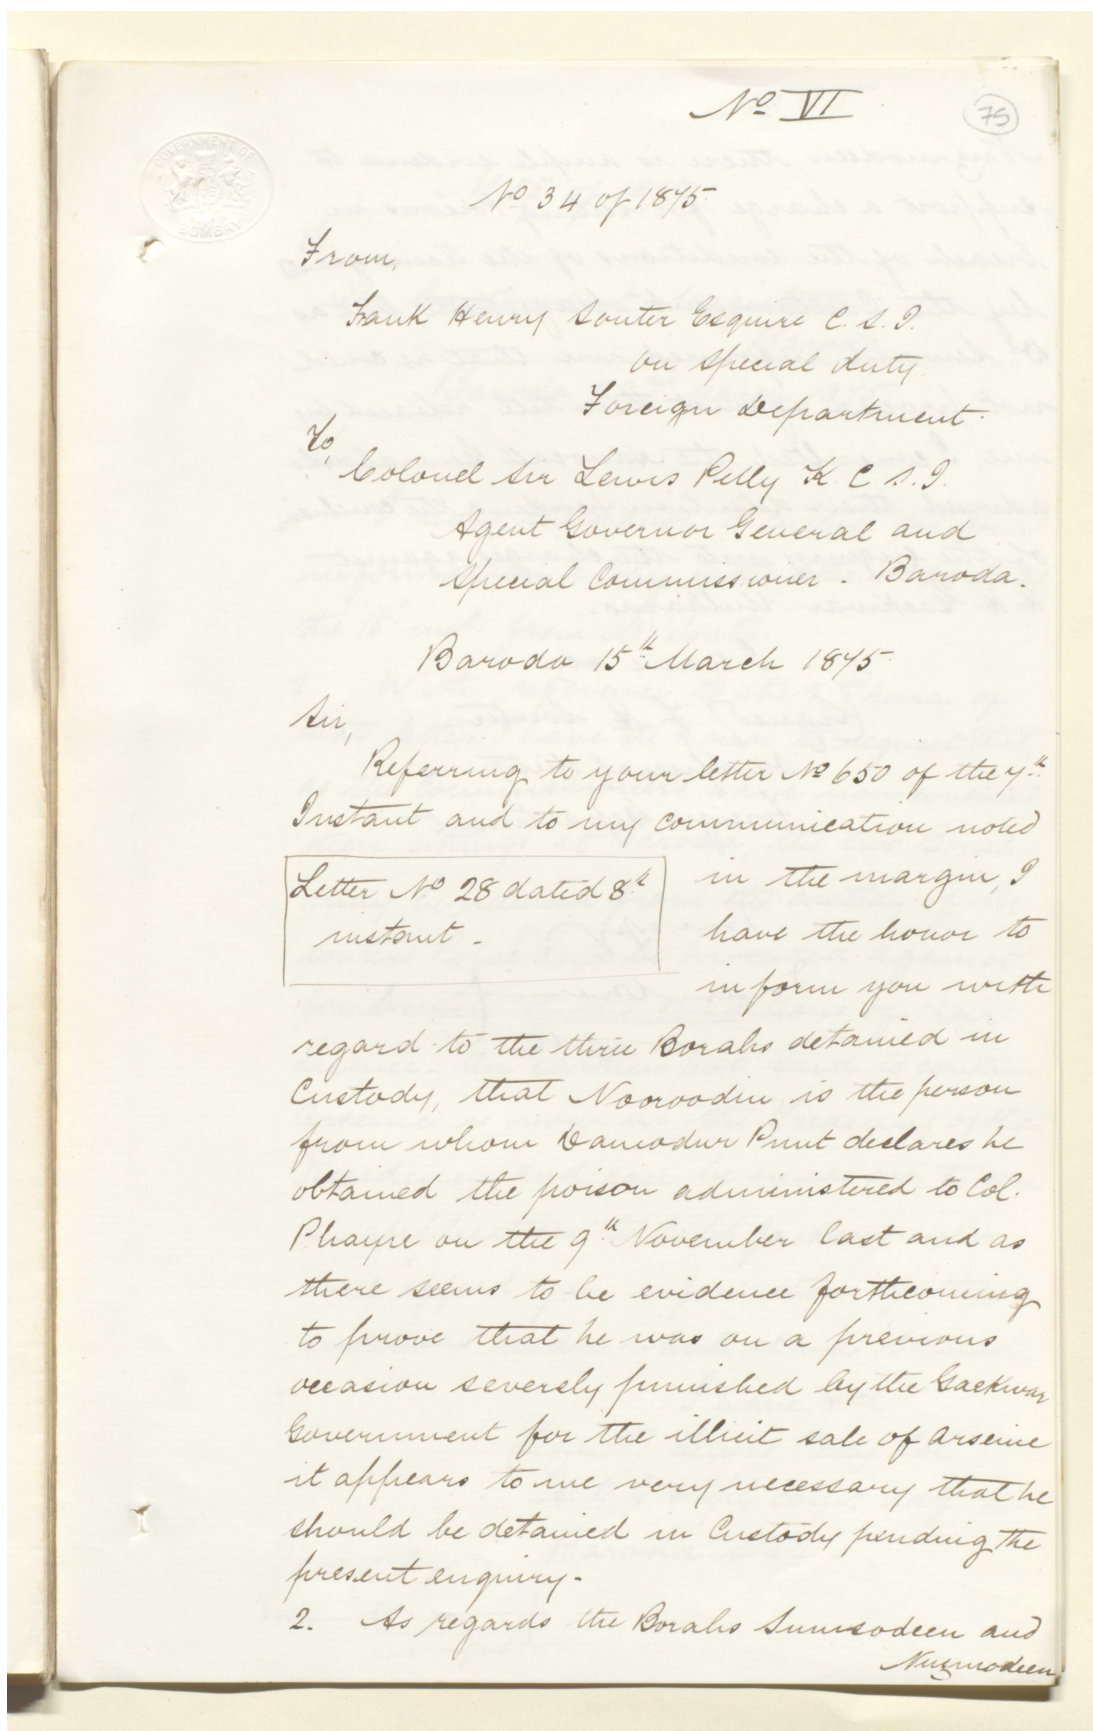 No VI
75
GOVERNMENT OF
BOMBAY
No 34 of 1875.
From,
Frank Henry Souter Esquire C. S. I.
on special duty
Foreign Department.
To,
Colonel Sir Lewis Pelly K. C S. I.
Agent Governor General and
Special Commissioner - Baroda.
Baroda 15th March 1875
Sir,
Referring to your letter No 650 of the 7th
Instant and to my communication noted
Letter No 28 dated 8th
instant -
in the margin, I
have the honor to
inform you with
regard to the three Borahs detained in
Custody, that Nooroodin is the person
from whom Damodur Punt declares he
obtained the poison administered to Col.
Phayre on the 9th November last and as
there seems to be evidence forthcoming
to prove that he was on a previous
occasion severely punished by the Gaekwar
Government for the illicit sale of Arsenic
it appears to me very necessary that he
should be detained in Custody pending the
present enquiry -
2. As regards the Borahs Sumsodeen and
Nuzmodeen